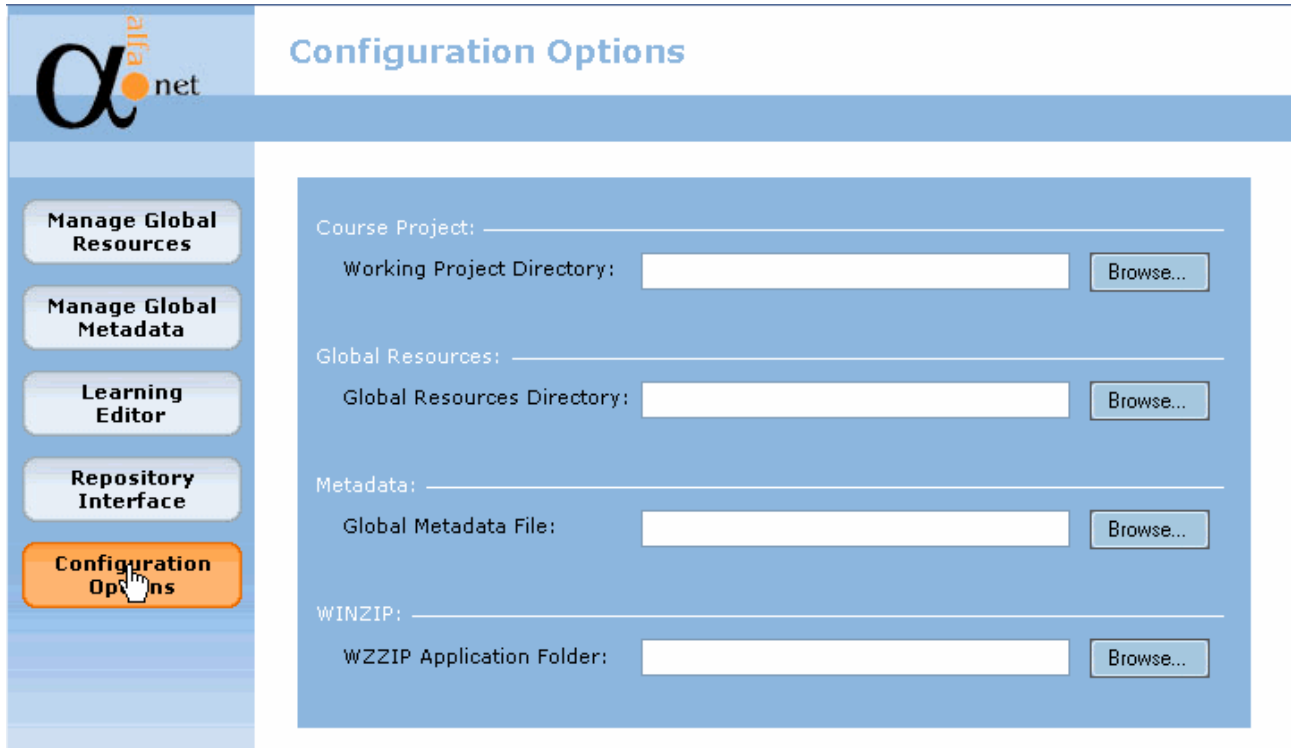 alfa
α net
Configuration Options
Manage Global
Resources
Manage Global
Metadata
Learning
Editor
Repository
Interface
Configuration
Options
Course Project:
Working Project Directory:
Browse...
Global Resources:
Global Resources Directory:
Browse...
Metadata:
Global Metadata File:
Browse...
WINZIP:
WZZIP Application Folder:
Browse...